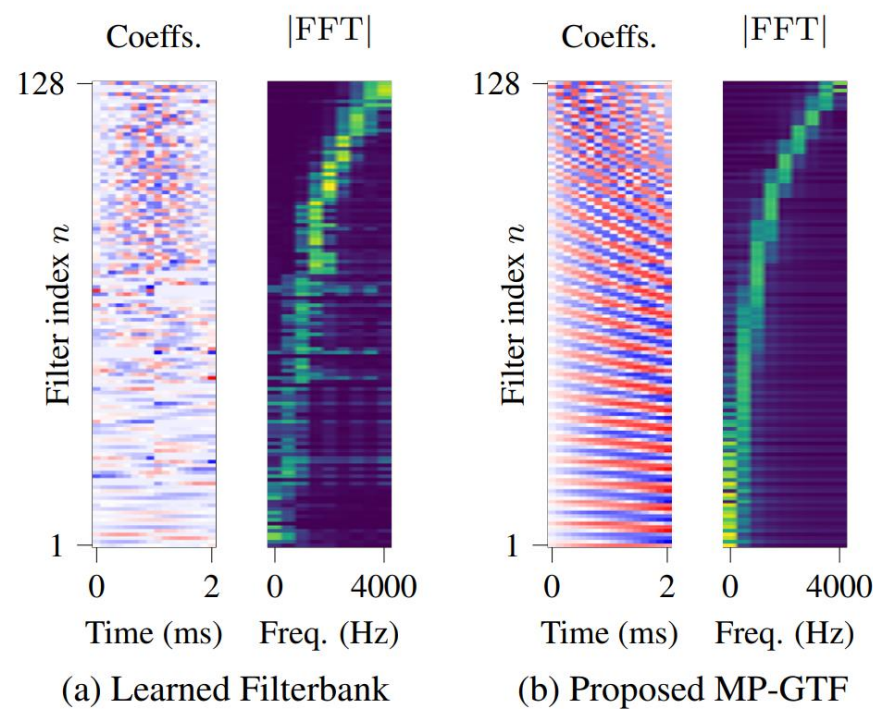 Coeffs. |FFT| Coeffs. |FFT|
128 128
Filter index n Filter index n
1 1
0 2 0 4000 0 2 0 4000
Time (ms) Freq. (Hz) Time (ms) Freq. (Hz)
(a) Learned Filterbank (b) Proposed MP-GTF